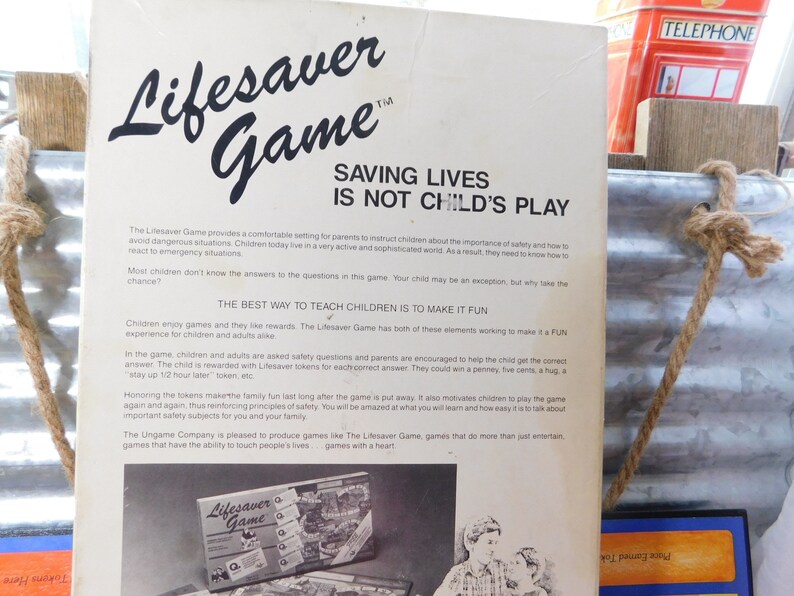 TELEPHONE
Lifesaver
Game™
SAVING LIVES
IS NOT CHILD'S PLAY
The Lifesaver Game provides a comfortable setting for parents to instruct children about the importance of safety and how to
avoid dangerous situations. Children today live in a very active and sophisticated world. As a result, they need to know how to
react to emergency situations.
Most children don't know the answers to the questions in this game. Your child may be an exception, but why take the
chance?
THE BEST WAY TO TEACH CHILDREN IS TO MAKE IT FUN
Children enjoy games and they like rewards. The Lifesaver Game has both of these elements working to make it a FUN
experience for children and adults alike.
In the game, children and adults are asked safety questions and parents are encouraged to help the child get the correct
answer. The child is rewarded with Lifesaver tokens for each correct answer. They could win a penney, five cents, a hug, a
"stay up 1/2 hour later" token, etc.
Honoring the tokens makes the family fun last long after the game is put away. It also motivates children to play the game
again and again, thus reinforcing principles of safety. You will be amazed at what you will learn and how easy it is to talk about
important safety subjects for you and your family.
The Ungame Company is pleased to produce games like The Lifesaver Game, games that do more than just entertain,
games that have the ability to touch people's lives . . . games with a heart.
Lifesaver
Game
Tokens Here
Place Earned Tok